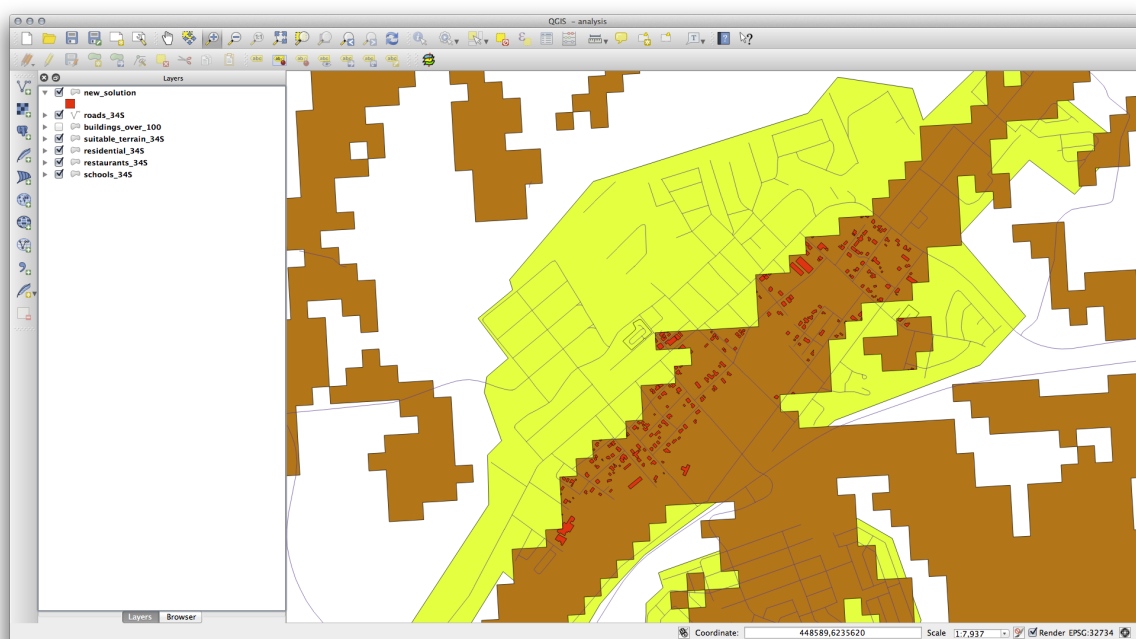 QGIS - analysis
Layers
new_solution
roads_34S
buildings_over_100
suitable_terrain_34S
residential_34S
restaurants_34S
schools_34S
Layers Browser
Coordinate: 448589,6235620 Scale 1:7,937 Render EPSG:32734